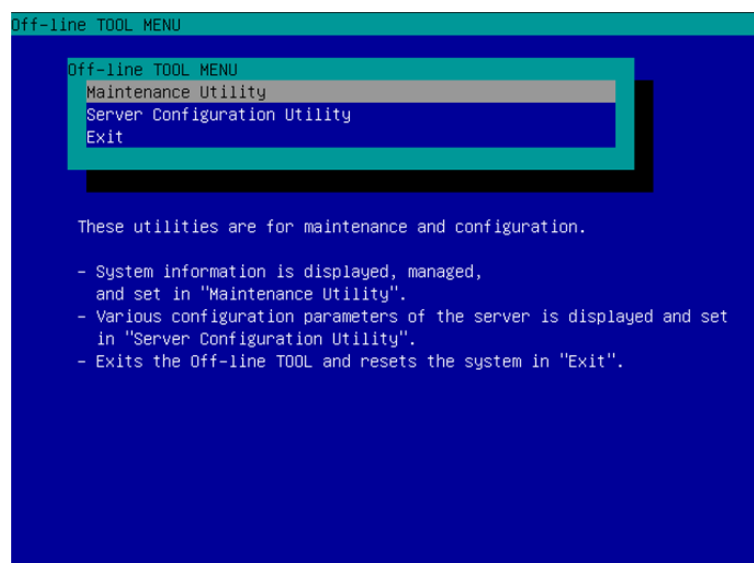 Off-line TOOL MENU
Off-line TOOL MENU
Maintenance Utility
Server Configuration Utility
Exit
These utilities are for maintenance and configuration.
- System information is displayed, managed,
and set in "Maintenance Utility".
- Various configuration parameters of the server is displayed and set
in "Server Configuration Utility".
- Exits the Off-line TOOL and resets the system in "Exit".